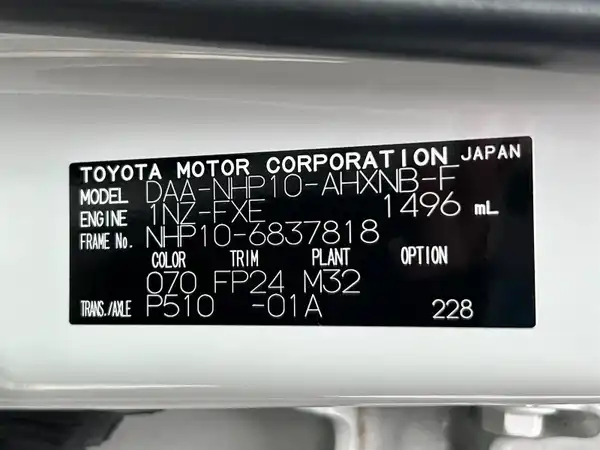 TOYOTA MOTOR CORPORATION JAPAN
MODEL DAA-NHP10-AHXNB-F
ENGINE 1NZ-FXE 1496 mL
FRAME No. NHP10-6837818
COLOR TRIM PLANT OPTION
070 FP24 M32
TRANS./AXLE P510 -01A 228